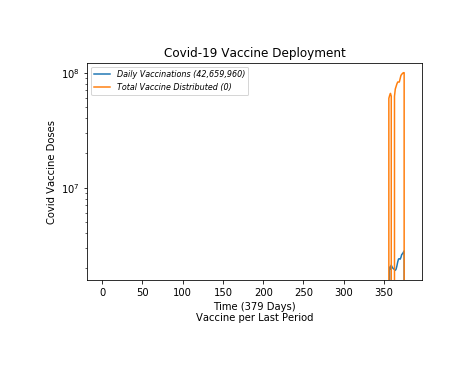 Covid-19 Vaccine Deployment
Daily Vaccinations (42,659,960)
Total Vaccine Distributed (0)
10⁸
10⁷
Covid Vaccine Doses
0 50 100 150 200 250 300 350
Time (379 Days)
Vaccine per Last Period